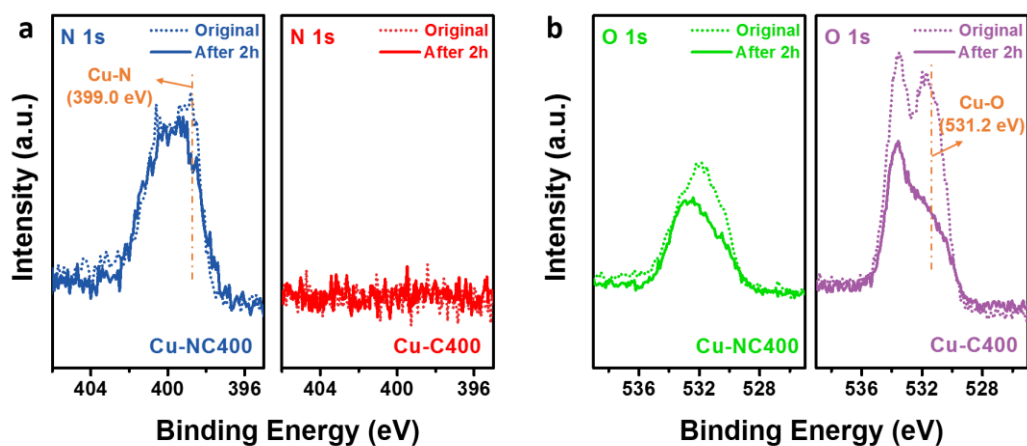 a
N 1s
Original
After 2h
Cu-N
(399.0 eV)
Cu-NC400
N 1s
Original
After 2h
Cu-C400
Intensity (a.u.)
404
400
396
404
400
396
Binding Energy (eV)
b
O 1s
Original
After 2h
Cu-NC400
O 1s
Original
After 2h
Cu-O
(531.2 eV)
Cu-C400
Intensity (a.u.)
536
532
528
536
532
528
Binding Energy (eV)